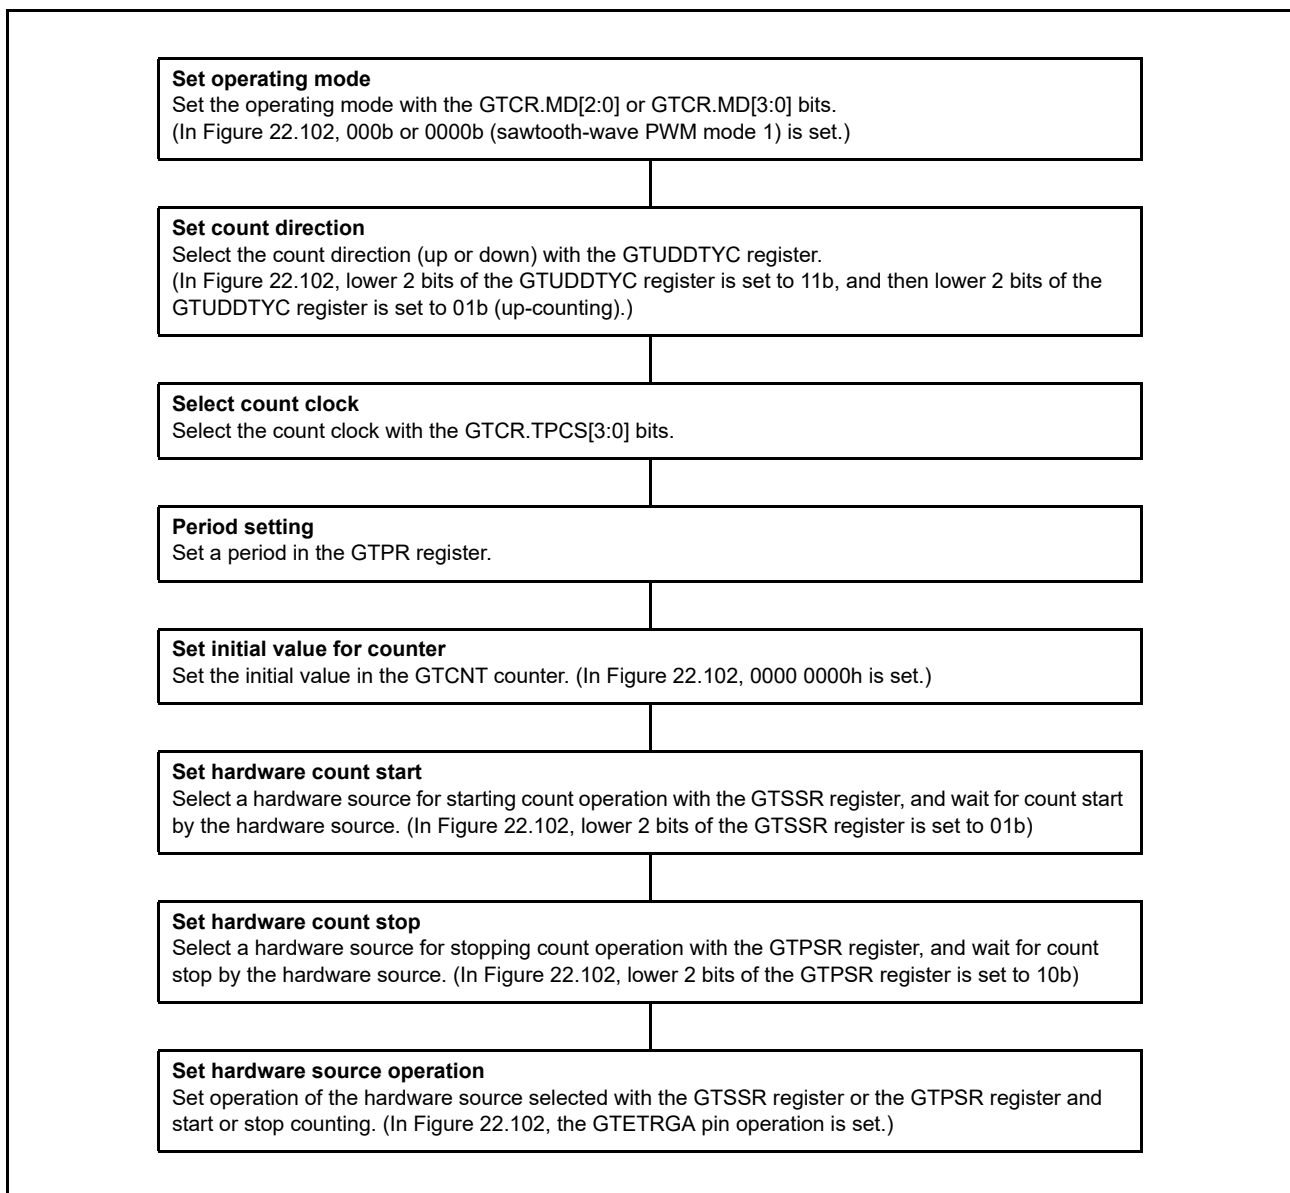 Set operating mode
Set the operating mode with the GTCR.MD[2:0] or GTCR.MD[3:0] bits.
(In Figure 22.102, 000b or 0000b (sawtooth-wave PWM mode 1) is set.)
Set count direction
Select the count direction (up or down) with the GTUDDTYC register.
(In Figure 22.102, lower 2 bits of the GTUDDTYC register is set to 11b, and then lower 2 bits of the
GTUDDTYC register is set to 01b (up-counting).)
Select count clock
Select the count clock with the GTCR.TPCS[3:0] bits.
Period setting
Set a period in the GTPR register.
Set initial value for counter
Set the initial value in the GTCNT counter. (In Figure 22.102, 0000 0000h is set.)
Set hardware count start
Select a hardware source for starting count operation with the GTSSR register, and wait for count start
by the hardware source. (In Figure 22.102, lower 2 bits of the GTSSR register is set to 01b)
Set hardware count stop
Select a hardware source for stopping count operation with the GTPSR register, and wait for count
stop by the hardware source. (In Figure 22.102, lower 2 bits of the GTPSR register is set to 10b)
Set hardware source operation
Set operation of the hardware source selected with the GTSSR register or the GTPSR register and
start or stop counting. (In Figure 22.102, the GTETRGA pin operation is set.)